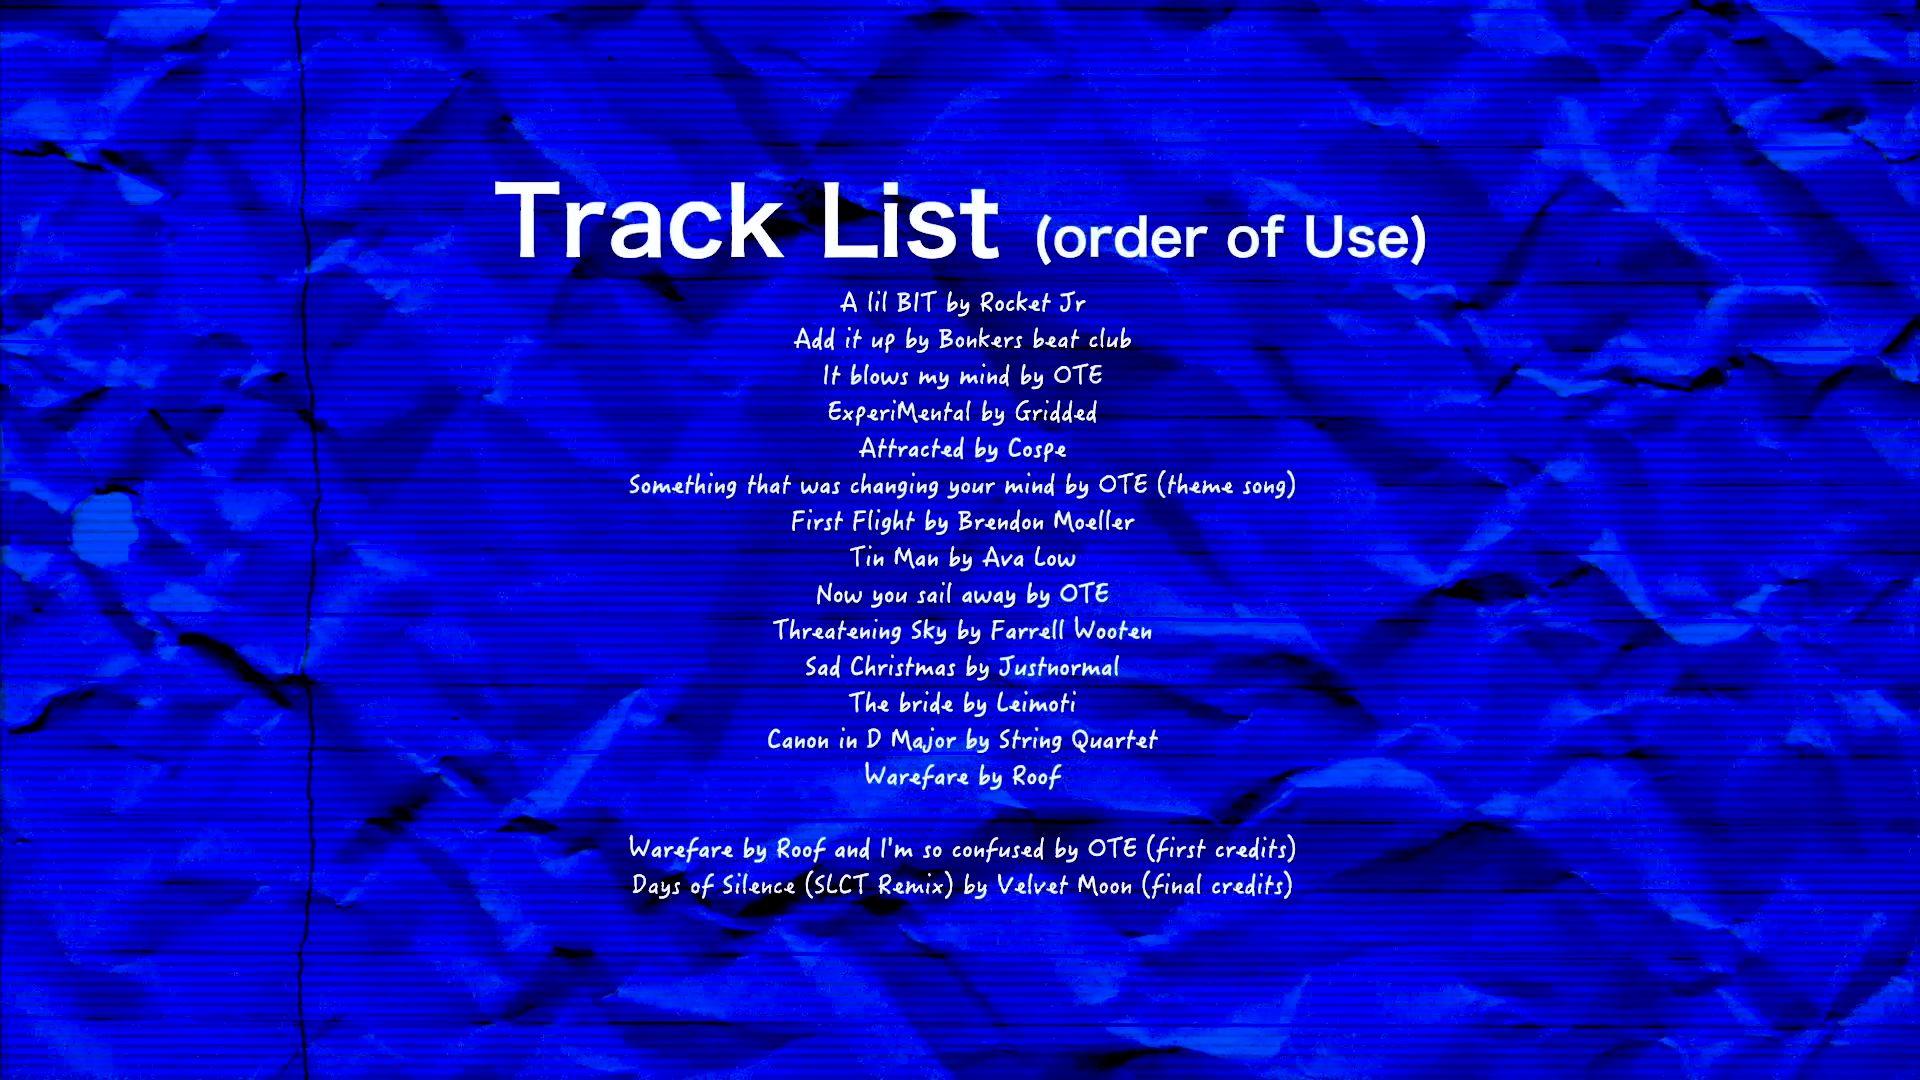 Track List (order of Use)
A lil BIT by Rocket Jr
Add it up by Bonkers beat club
It blows my mind by OTE
ExperiMental by Gridded
Attracted by Cospe
Something that was changing your mind by OTE (theme song)
First Flight by Brendon Moeller
Tin Man by Ava Low
Now you sail away by OTE
Threatening Sky by Farrell Wooten
Sad Christmas by Justnormal
The bride by Leimoti
Canon in D Major by String Quartet
Warefare by Roof
Warefare by Roof and I'm so confused by OTE (first credits)
Days of Silence (SLCT Remix) by Velvet Moon (final credits)